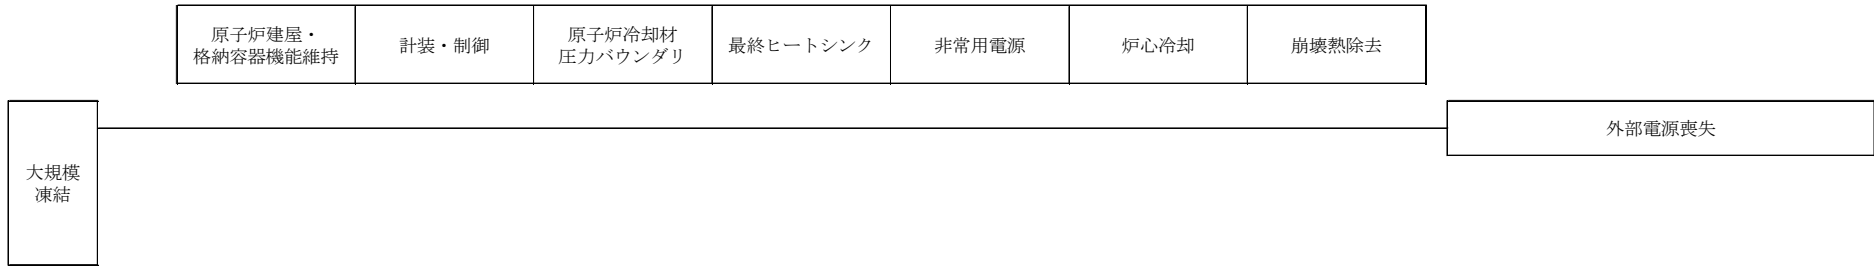 原子炉建屋・
格納容器機能維持
計装・制御
原子炉冷却材
圧力バウンダリ
最終ヒートシンク
非常用電源
炉心冷却
崩壊熱除去
外部電源喪失
大規模
凍結